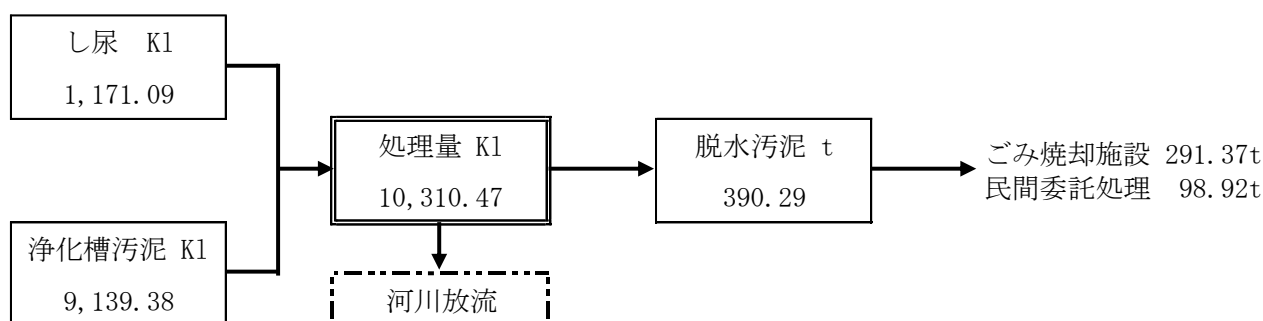 し尿　Kl
1,171.09
処理量 Kl
10,310.47
脱水汚泥 t
390.29
ごみ焼却施設 291.37t
民間委託処理　98.92t
浄化槽汚泥 Kl
9,139.38
河川放流